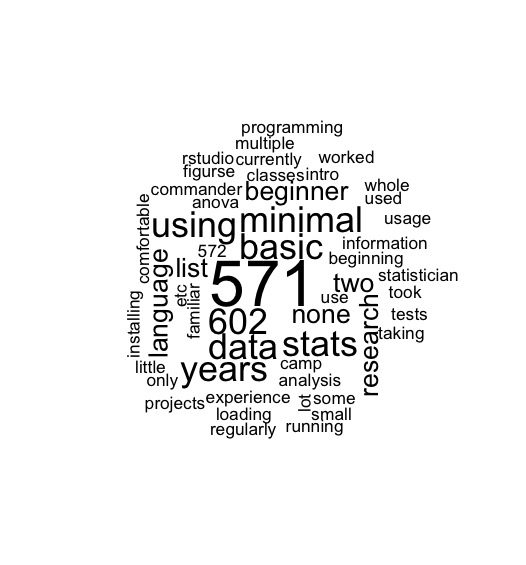 programming
multiple
rstudio
currently
worked
figurse
classes
intro
commander
beginner
whole
used
anova
comfortable
using
minimal
usage
572
basic
information
beginning
language
list
571
two
statistician
etc
use
took
familiar
602
none
research
tests
installing
data
stats
taking
little
years
camp
only
analysis
projects
experience
lot
some
loading
small
regularly
running